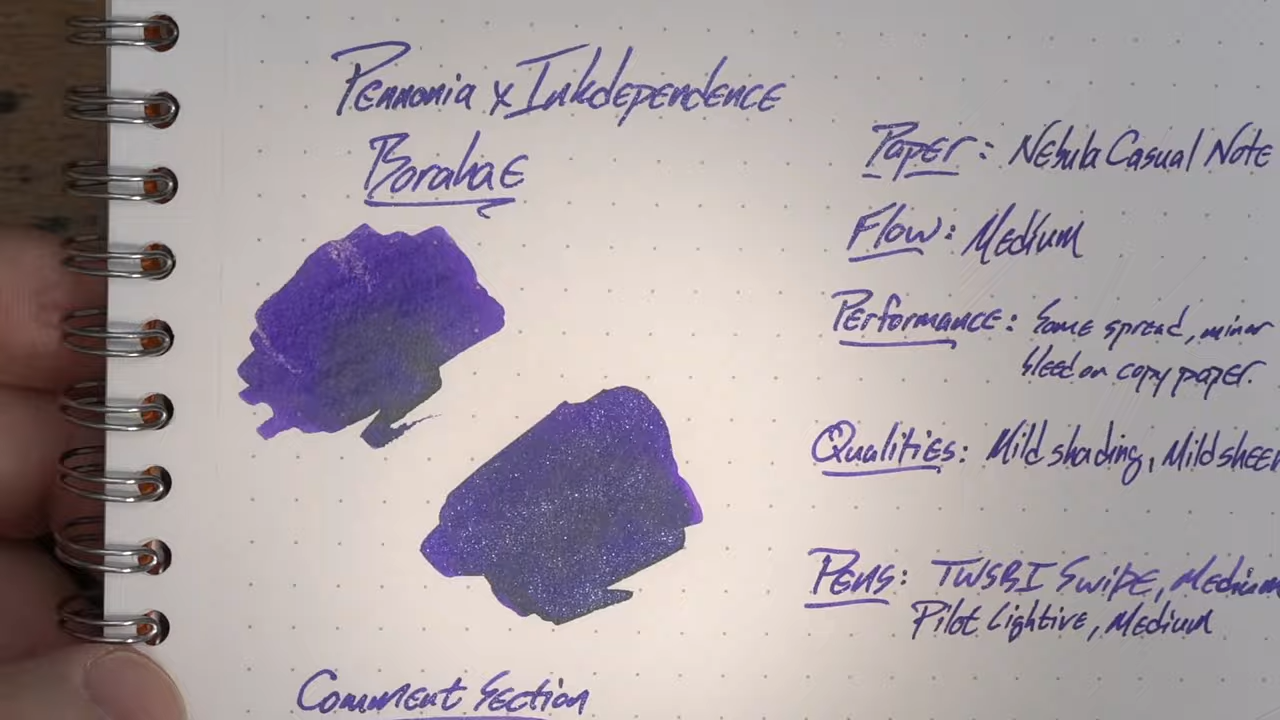 Pennonia x Inkdependence
Borahae
Paper: Nebula Casual Note
Flow: Medium
Performance: Some spread, minor
bleed on copy paper.
Qualities: Mild shading, Mild sheen
Pens: TWSBI Swipe, Medium
Pilot Lightive, Medium
Comment Section